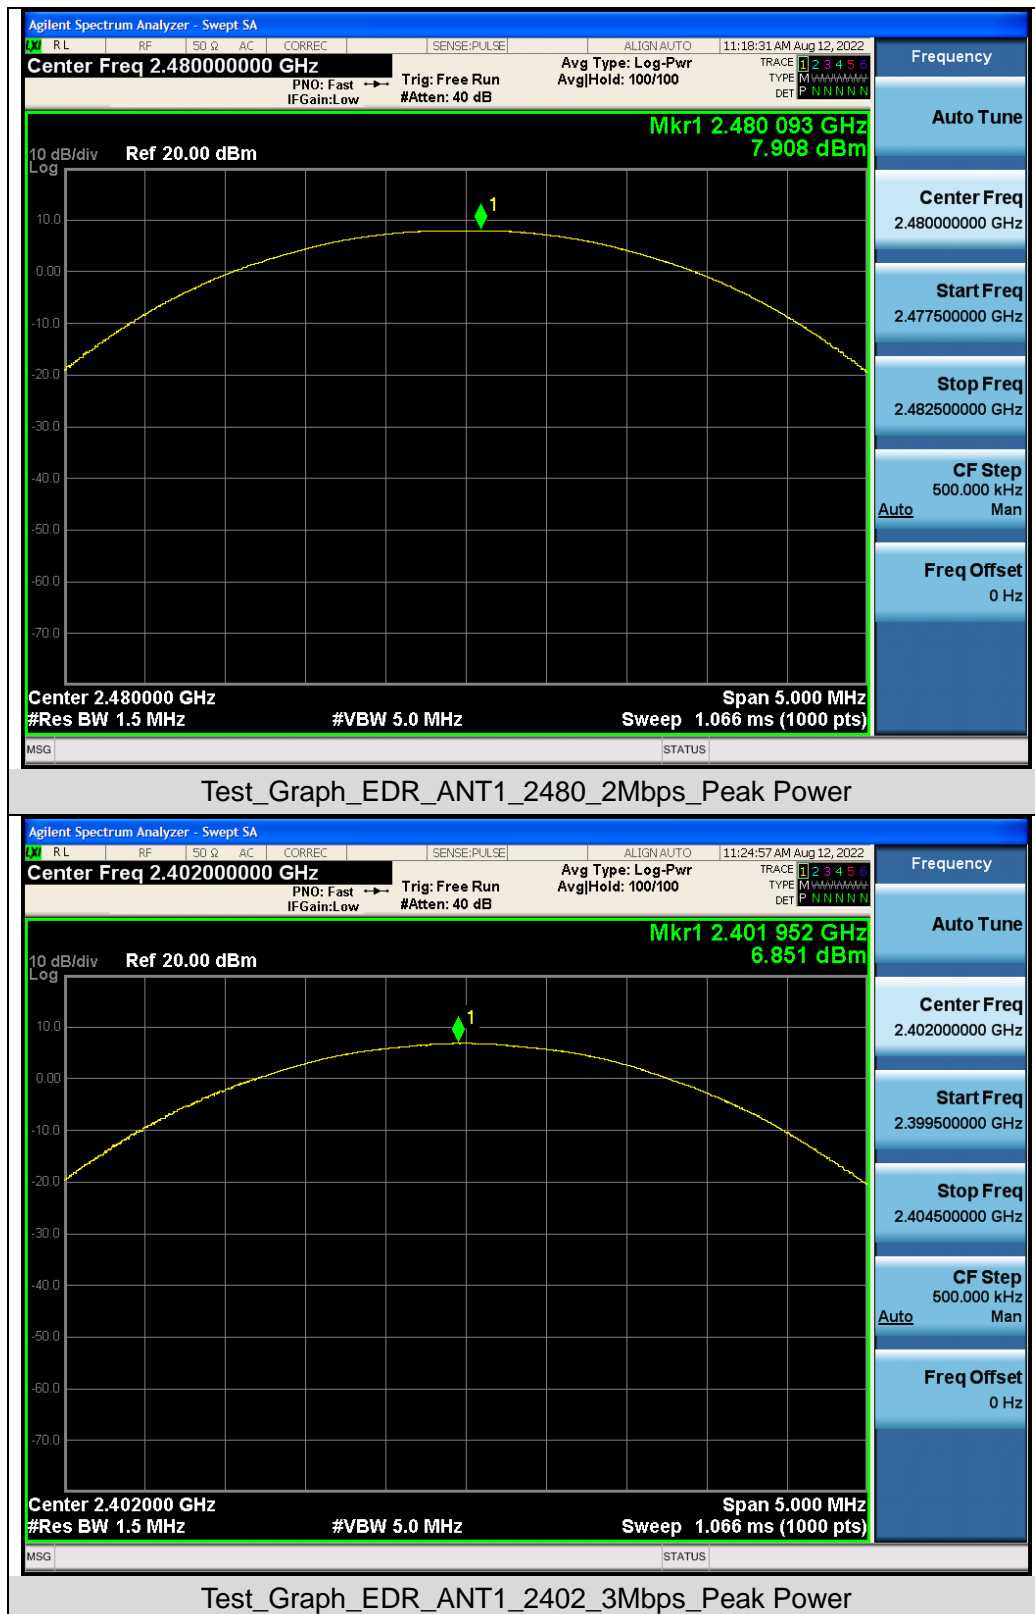 Agilent Spectrum Analyzer - Swept SA
LXI RL RF 50 Ω AC CORREC SENSE:PULSE ALIGN AUTO 11:18:31 AM Aug 12, 2022
Center Freq 2.480000000 GHz
PNO: Fast
IFGain:Low
Trig: Free Run
#Atten: 40 dB
Avg Type: Log-Pwr
Avg|Hold: 100/100
TRACE 1 2 3 4 5 6
TYPE M
DET P N N N N N
Mkr1 2.480 093 GHz
7.908 dBm
10 dB/div Ref 20.00 dBm
Log
1
10.0
0.00
-10.0
-20.0
-30.0
-40.0
-50.0
-60.0
-70.0
Center 2.480000 GHz Span 5.000 MHz
#Res BW 1.5 MHz #VBW 5.0 MHz Sweep 1.066 ms (1000 pts)
MSG STATUS
Frequency
Auto Tune
Center Freq
2.480000000 GHz
Start Freq
2.477500000 GHz
Stop Freq
2.482500000 GHz
CF Step
500.000 kHz
Auto Man
Freq Offset
0 Hz
Test_Graph_EDR_ANT1_2480_2Mbps_Peak Power
Agilent Spectrum Analyzer - Swept SA
LXI RL RF 50 Ω AC CORREC SENSE:PULSE ALIGN AUTO 11:24:57 AM Aug 12, 2022
Center Freq 2.402000000 GHz
PNO: Fast
IFGain:Low
Trig: Free Run
#Atten: 40 dB
Avg Type: Log-Pwr
Avg|Hold: 100/100
TRACE 1 2 3 4 5 6
TYPE M
DET P N N N N N
Mkr1 2.401 952 GHz
6.851 dBm
10 dB/div Ref 20.00 dBm
Log
1
10.0
0.00
-10.0
-20.0
-30.0
-40.0
-50.0
-60.0
-70.0
Center 2.402000 GHz Span 5.000 MHz
#Res BW 1.5 MHz #VBW 5.0 MHz Sweep 1.066 ms (1000 pts)
MSG STATUS
Frequency
Auto Tune
Center Freq
2.402000000 GHz
Start Freq
2.399500000 GHz
Stop Freq
2.404500000 GHz
CF Step
500.000 kHz
Auto Man
Freq Offset
0 Hz
Test_Graph_EDR_ANT1_2402_3Mbps_Peak Power